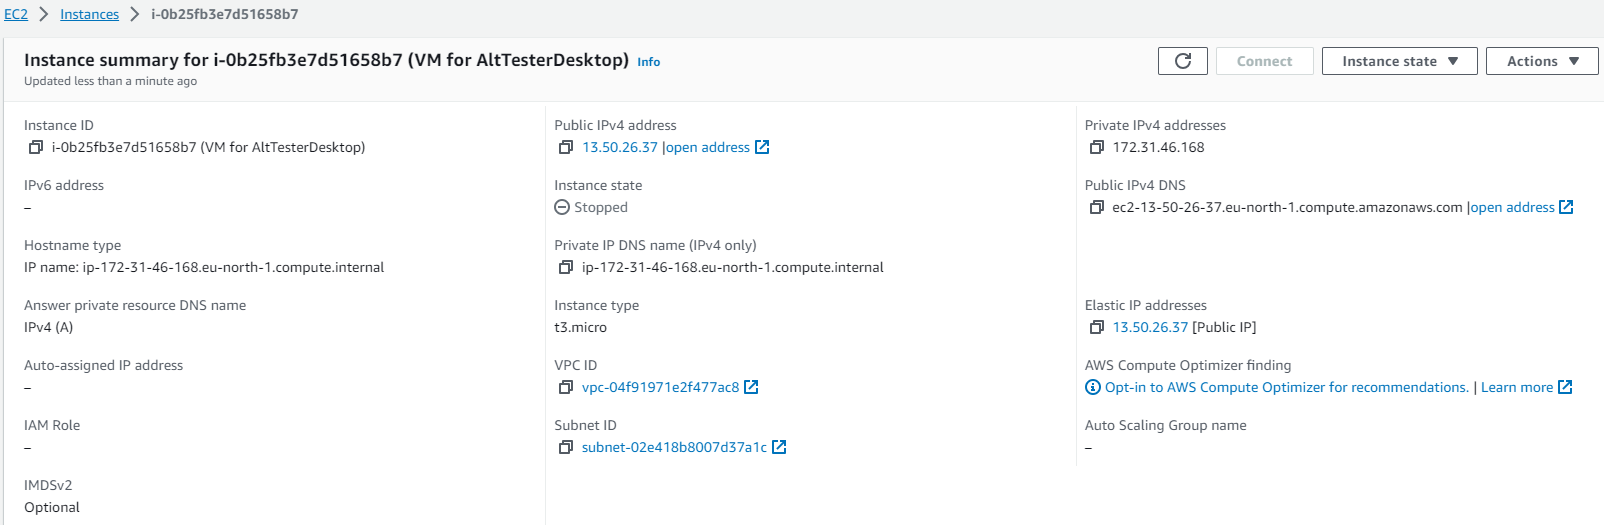 EC2 > Instances > i-0b25fb3e7d51658b7
Instance summary for i-0b25fb3e7d51658b7 (VM for AltTesterDesktop) Info
Updated less than a minute ago
Connect
Instance state
Actions
Instance ID
i-0b25fb3e7d51658b7 (VM for AltTesterDesktop)
Public IPv4 address
13.50.26.37 |open address
Private IPv4 addresses
172.31.46.168
IPv6 address
–
Instance state
Stopped
Public IPv4 DNS
ec2-13-50-26-37.eu-north-1.compute.amazonaws.com |open address
Hostname type
IP name: ip-172-31-46-168.eu-north-1.compute.internal
Private IP DNS name (IPv4 only)
ip-172-31-46-168.eu-north-1.compute.internal
Answer private resource DNS name
IPv4 (A)
Instance type
t3.micro
Elastic IP addresses
13.50.26.37 [Public IP]
Auto-assigned IP address
–
VPC ID
vpc-04f91971e2f477ac8
AWS Compute Optimizer finding
Opt-in to AWS Compute Optimizer for recommendations. | Learn more
IAM Role
–
Subnet ID
subnet-02e418b8007d37a1c
Auto Scaling Group name
–
IMDSv2
Optional